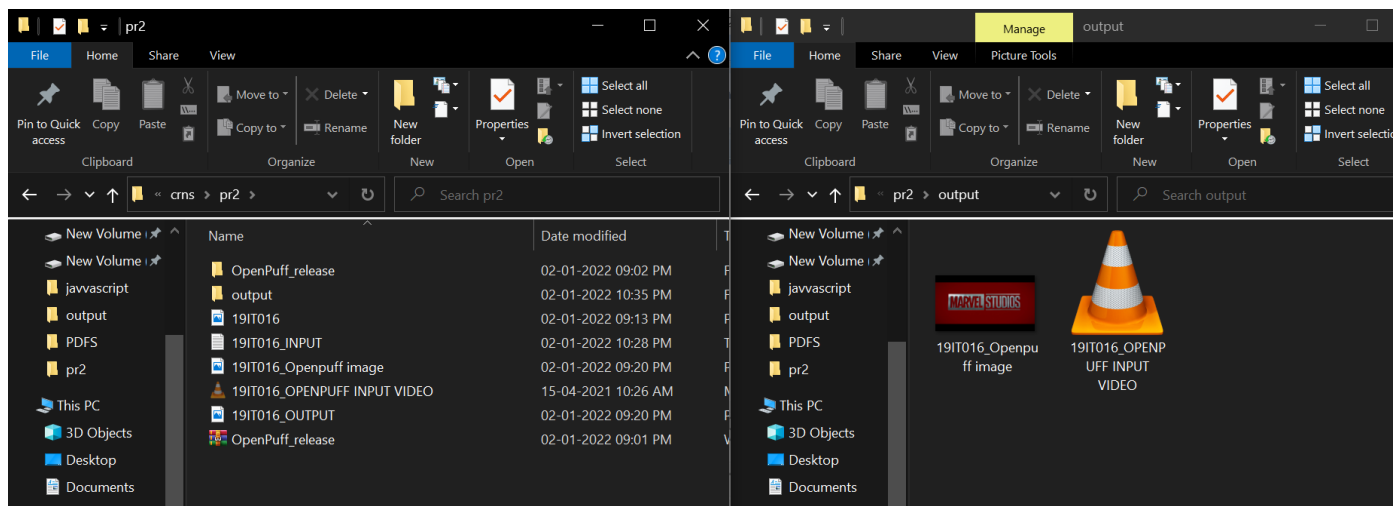 pr2
File Home Share View
Pin to Quick access Copy Paste
Move to Copy to Delete Rename
New folder
Properties
Select all
Select none
Invert selection
Clipboard Organize New Open Select
« crns > pr2 >
Search pr2
New Volume (
New Volume (
javvascript
output
PDFS
pr2
This PC
3D Objects
Desktop
Documents
Name Date modified T
OpenPuff_release 02-01-2022 09:02 PM F
output 02-01-2022 10:35 PM F
19IT016 02-01-2022 09:13 PM P
19IT016_INPUT 02-01-2022 10:28 PM T
19IT016_Openpuff image 02-01-2022 09:20 PM P
19IT016_OPENPUFF INPUT VIDEO 15-04-2021 10:26 AM M
19IT016_OUTPUT 02-01-2022 09:20 PM P
OpenPuff_release 02-01-2022 09:01 PM W
Manage output
File Home Share View Picture Tools
Pin to Quick access Copy Paste
Move to Copy to Delete Rename
New folder
Properties
Select all
Select none
Invert selectio
Clipboard Organize New Open Select
« pr2 > output
Search output
New Volume (
New Volume (
javvascript
output
PDFS
pr2
This PC
3D Objects
Desktop
Documents
MARVEL STUDIOS
19IT016_Openpu
ff image
19IT016_OPENP
UFF INPUT
VIDEO